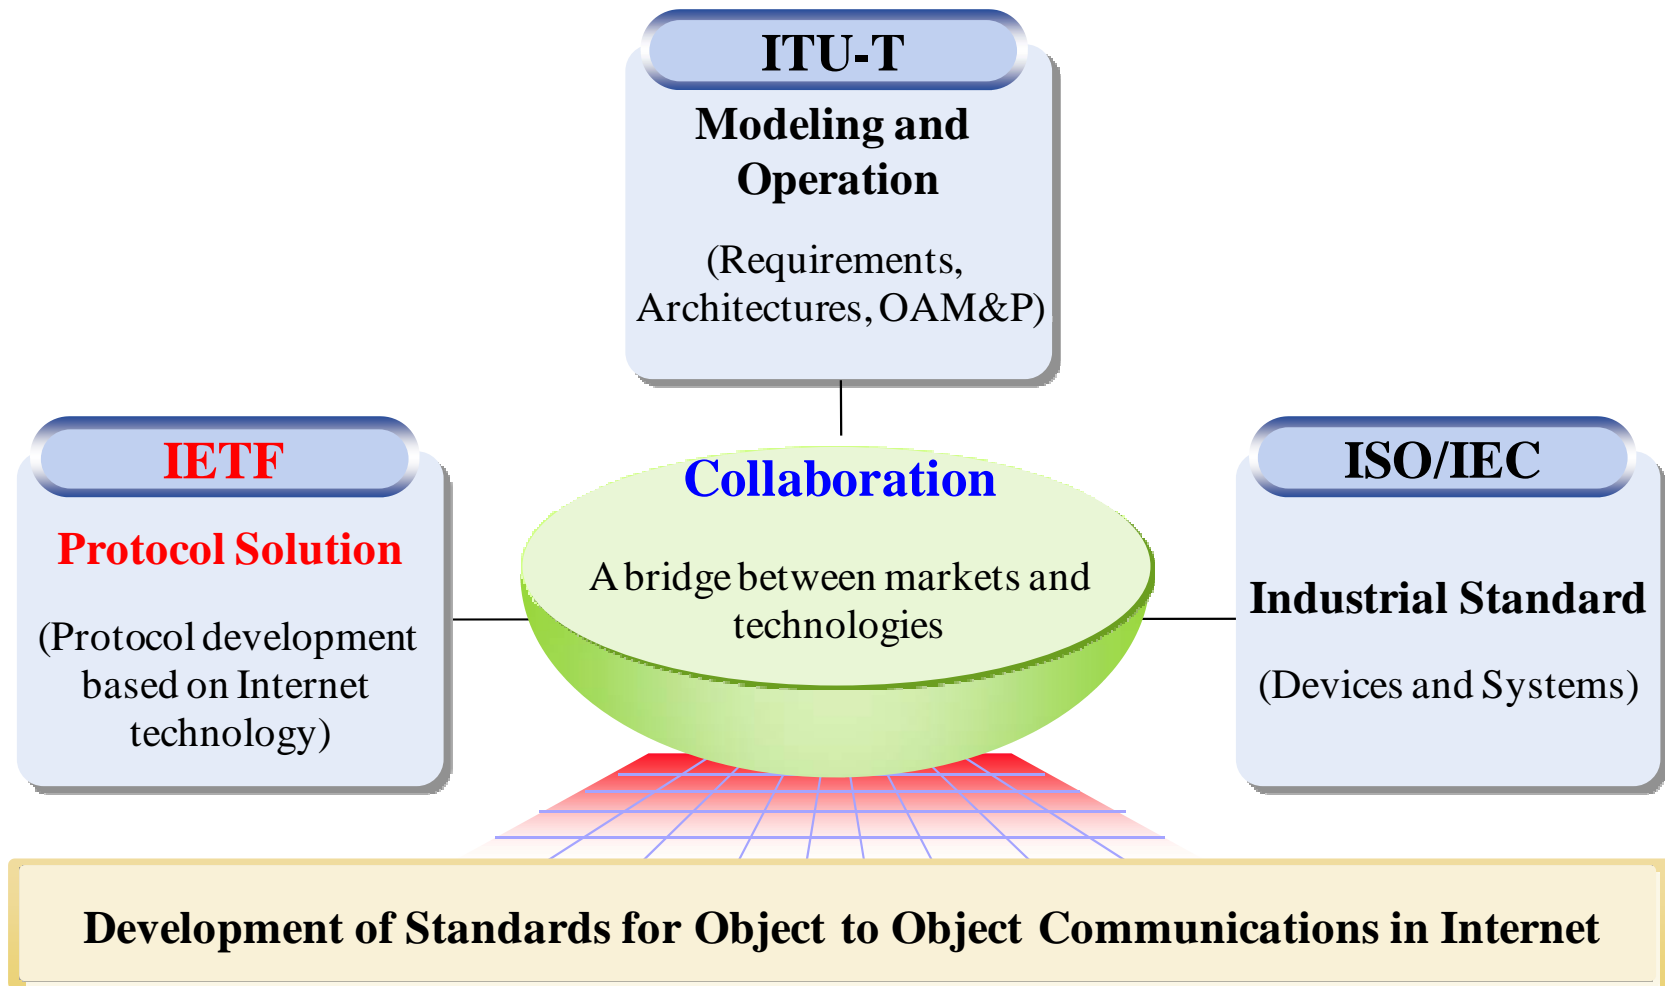 ITU-T
Modeling and
Operation
(Requirements,
Architectures, OAM&P)
IETF
Protocol Solution
(Protocol development
based on Internet
technology)
Collaboration
A bridge between markets and
technologies
ISO/IEC
Industrial Standard
(Devices and Systems)
Development of Standards for Object to Object Communications in Internet